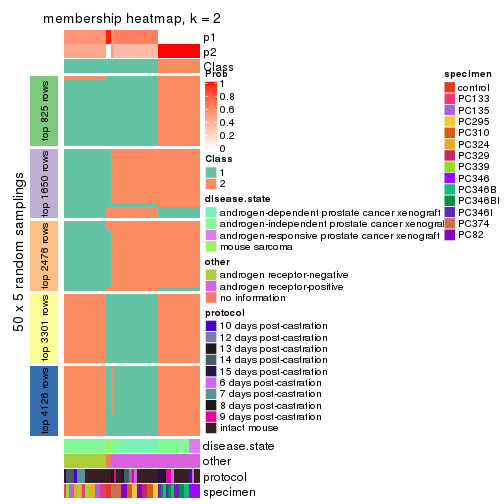 membership heatmap, k = 2
p1
p2
Class
50 x 5 random samplings
top 825 rows
top 1650 rows
top 2476 rows
top 3301 rows
top 4126 rows
disease.state
other
protocol
specimen
Prob
1
0.8
0.6
0.4
0.2
0
Class
1
2
disease.state
androgen-dependent prostate cancer xenograft
androgen-independent prostate cancer xenograft
androgen-responsive prostate cancer xenograft
mouse sarcoma
other
androgen receptor-negative
androgen receptor-positive
no information
protocol
10 days post-castration
12 days post-castration
13 days post-castration
14 days post-castration
15 days post-castration
6 days post-castration
7 days post-castration
8 days post-castration
9 days post-castration
intact mouse
specimen
control
PC133
PC135
PC295
PC310
PC324
PC329
PC339
PC346
PC346B
PC346BI
PC346I
PC374
PC82